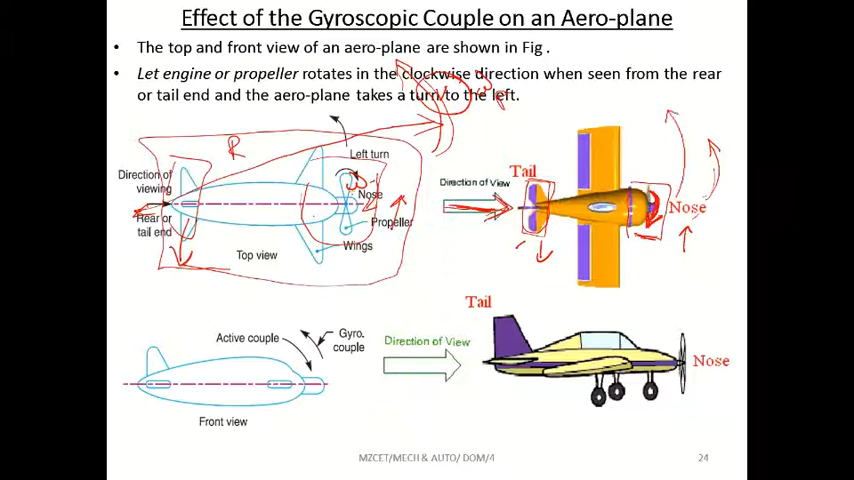 Effect of the Gyroscopic Couple on an Aero-plane
• The top and front view of an aero-plane are shown in Fig .
• Let engine or propeller rotates in the clockwise direction when seen from the rear
or tail end and the aero-plane takes a turn to the left.
R
ω
Left turn
Direction of
viewing
ω
Nose
Rear or
tail end
Propeller
Wings
Top view
Tail
Direction of View
Nose
Tail
Active couple
Gyro.
couple
Direction of View
Nose
Front view
MZCET/MECH & AUTO/ DOM/4
24